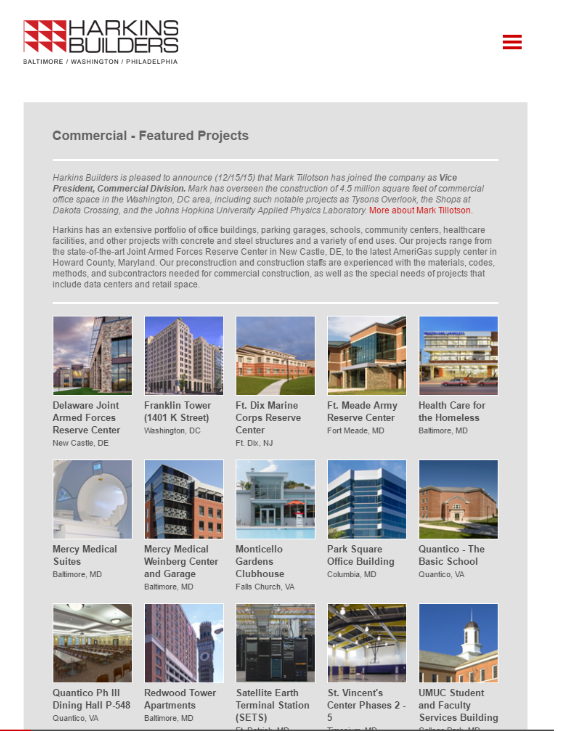 HARKINS
BUILDERS
BALTIMORE / WASHINGTON / PHILADELPHIA
Commercial - Featured Projects
Harkins Builders is pleased to announce (12/15/15) that Mark Tillotson has joined the company as Vice
President, Commercial Division. Mark has overseen the construction of 4.5 million square feet of commercial
office space in the Washington, DC area, including such notable projects as Tysons Overlook, the Shops at
Dakota Crossing, and the Johns Hopkins University Applied Physics Laboratory. More about Mark Tillotson.
Harkins has an extensive portfolio of office buildings, parking garages, schools, community centers, healthcare
facilities, and other projects with concrete and steel structures and a variety of end uses. Our projects range from
the state-of-the-art Joint Armed Forces Reserve Center in New Castle, DE, to the latest AmeriGas supply center in
Howard County, Maryland. Our preconstruction and construction staffs are experienced with the materials, codes,
methods, and subcontractors needed for commercial construction, as well as the special needs of projects that
include data centers and retail space.
Delaware Joint
Armed Forces
Reserve Center
New Castle, DE
Franklin Tower
(1401 K Street)
Washington, DC
Ft. Dix Marine
Corps Reserve
Center
Ft. Dix, NJ
Ft. Meade Army
Reserve Center
Fort Meade, MD
Health Care for
the Homeless
Baltimore, MD
Mercy Medical
Suites
Baltimore, MD
Mercy Medical
Weinberg Center
and Garage
Baltimore, MD
Monticello
Gardens
Clubhouse
Falls Church, VA
Park Square
Office Building
Columbia, MD
Quantico - The
Basic School
Quantico, VA
Quantico Ph III
Dining Hall P-548
Quantico, VA
Redwood Tower
Apartments
Baltimore, MD
Satellite Earth
Terminal Station
(SETS)
Ft. Detrick, MD
St. Vincent's
Center Phases 2 -
5
Timonium, MD
UMUC Student
and Faculty
Services Building
College Park, MD